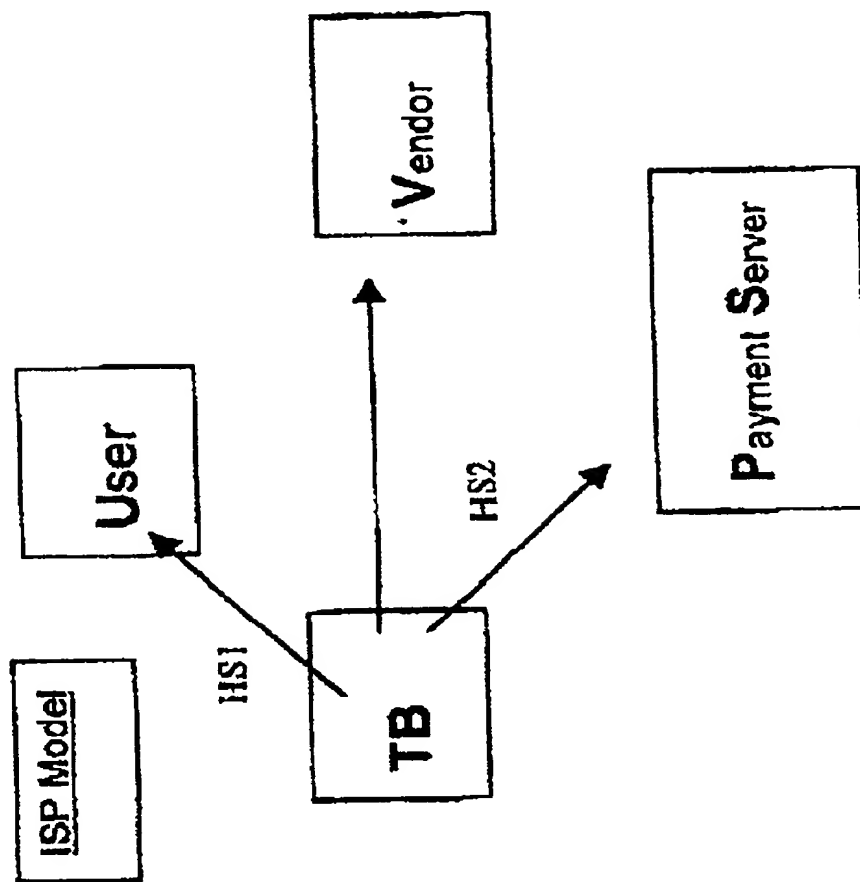 ISP Model
User
HS1
TB
Vendor
HS2
Payment Server